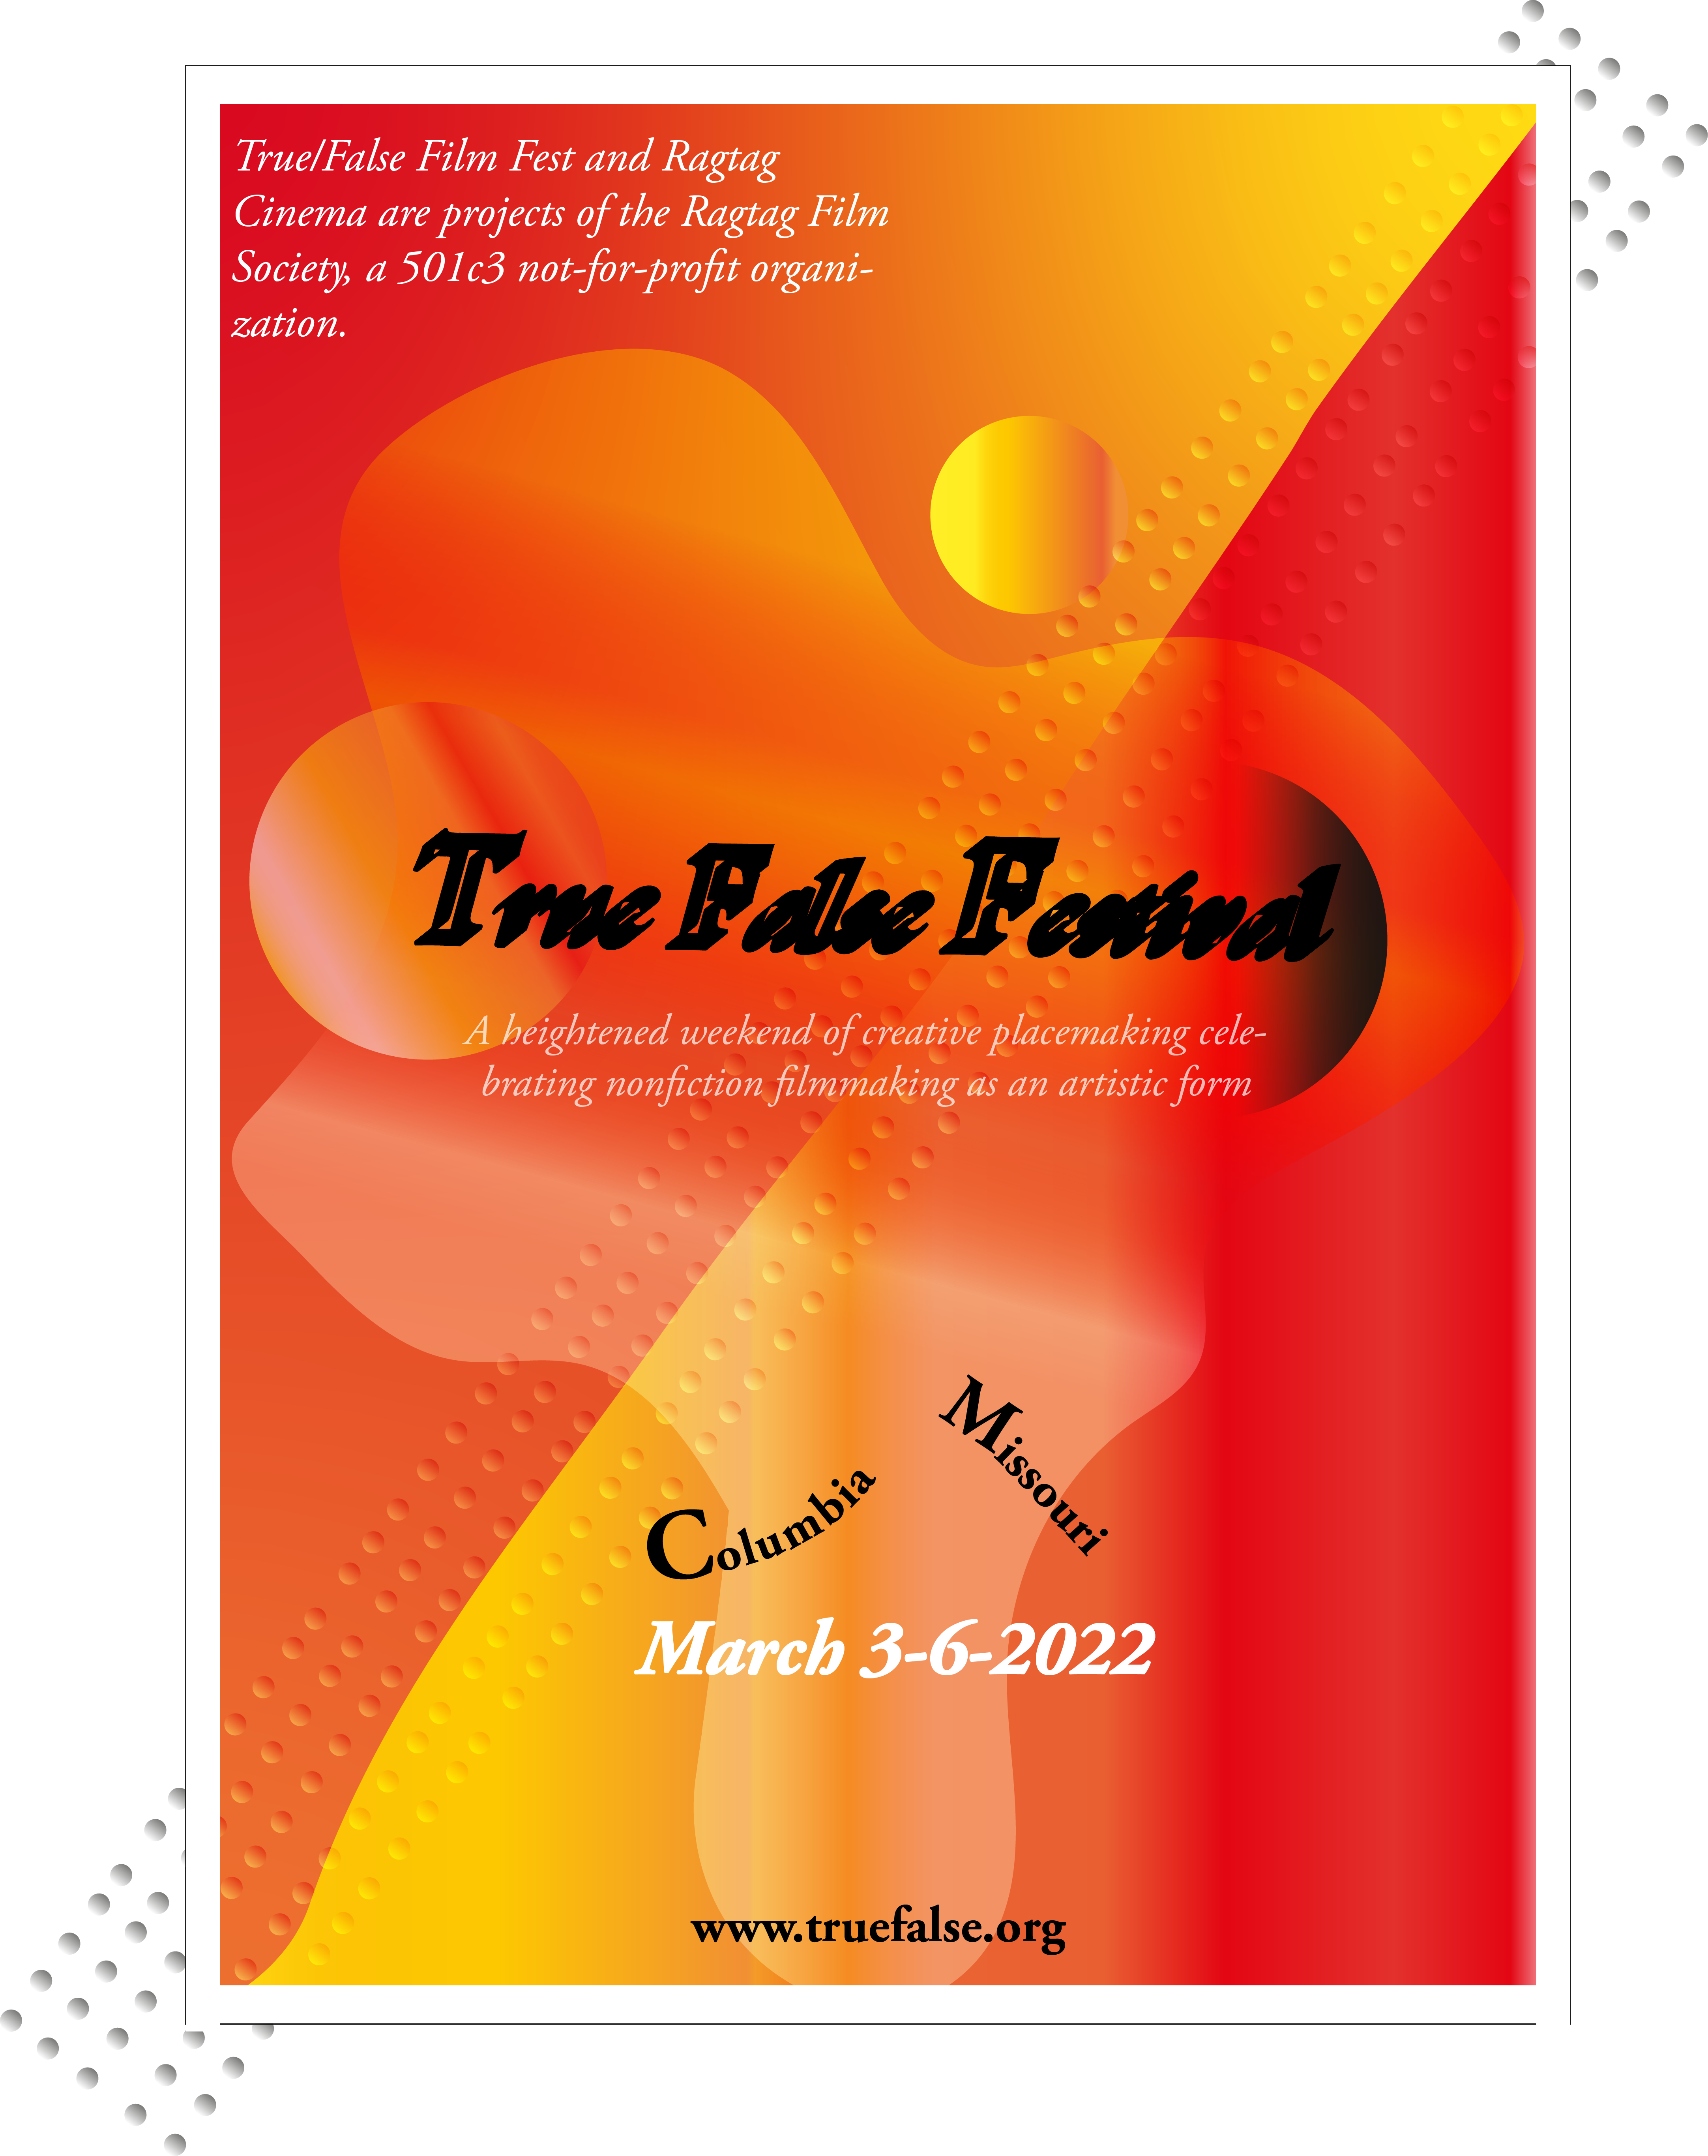 True/False Film Fest and Ragtag
Cinema are projects of the Ragtag Film
Society, a 501c3 not-for-profit organi-
zation.
True False Festival
A heightened weekend of creative placemaking cele-
brating nonfiction filmmaking as an artistic form
Columbia Missouri
March 3-6-2022
www.truefalse.org